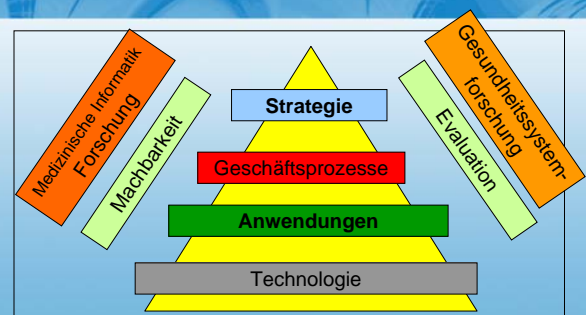 Medizinische Informatik
Forschung
Machbarkeit
Strategie
Geschäftsprozesse
Anwendungen
Technologie
Evaluation
Gesundheitssystem-
forschung